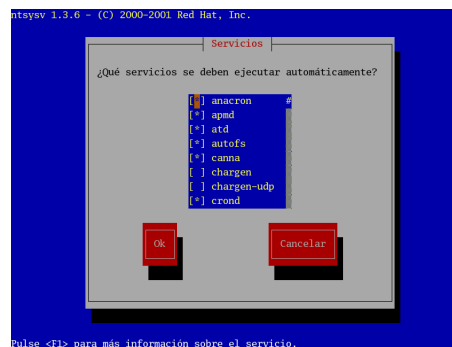 ntsysv 1.3.6 - (C) 2000-2001 Red Hat, Inc.
Servicios
¿Qué servicios se deben ejecutar automáticamente?
[*] anacron #
[*] apmd
[*] atd
[*] autofs
[*] canna
[ ] chargen
[ ] chargen-udp
[*] crond
Ok Cancelar
Pulse <F1> para más información sobre el servicio.